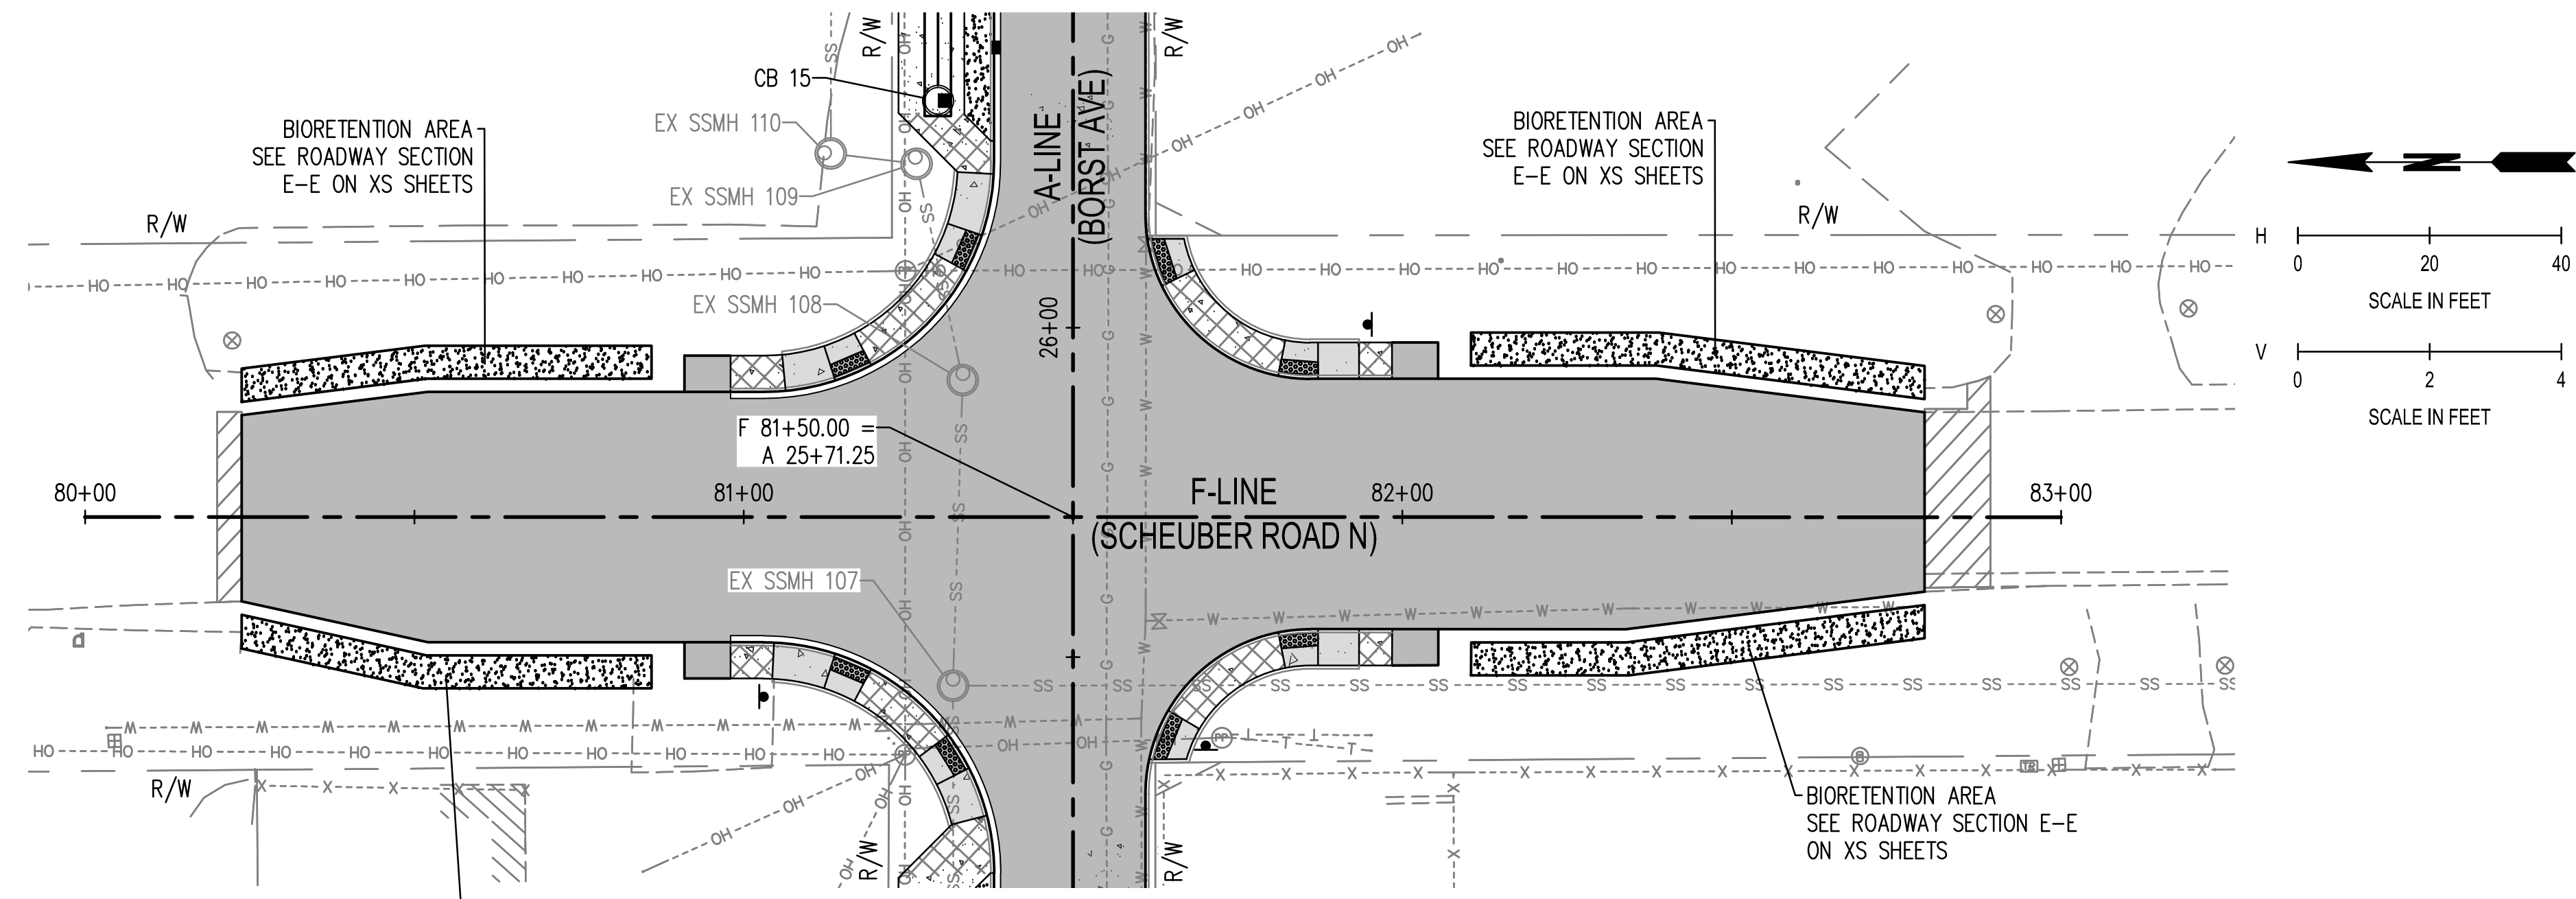 CB 15
EX SSMH 110
EX SSMH 109
EX SSMH 108
EX SSMH 107
BIORETENTION AREA
SEE ROADWAY SECTION
E-E ON XS SHEETS
BIORETENTION AREA
SEE ROADWAY SECTION
E-E ON XS SHEETS
R/W
R/W
R/W
R/W
A-LINE
(BORST AVE)
26+00
N
H
0 20 40
SCALE IN FEET
V
0 2 4
SCALE IN FEET
F 81+50.00 =
A 25+71.25
80+00
81+00
F-LINE
82+00
83+00
(SCHEUBER ROAD N)
R/W
R/W
R/W
BIORETENTION AREA
SEE ROADWAY SECTION E-E
ON XS SHEETS